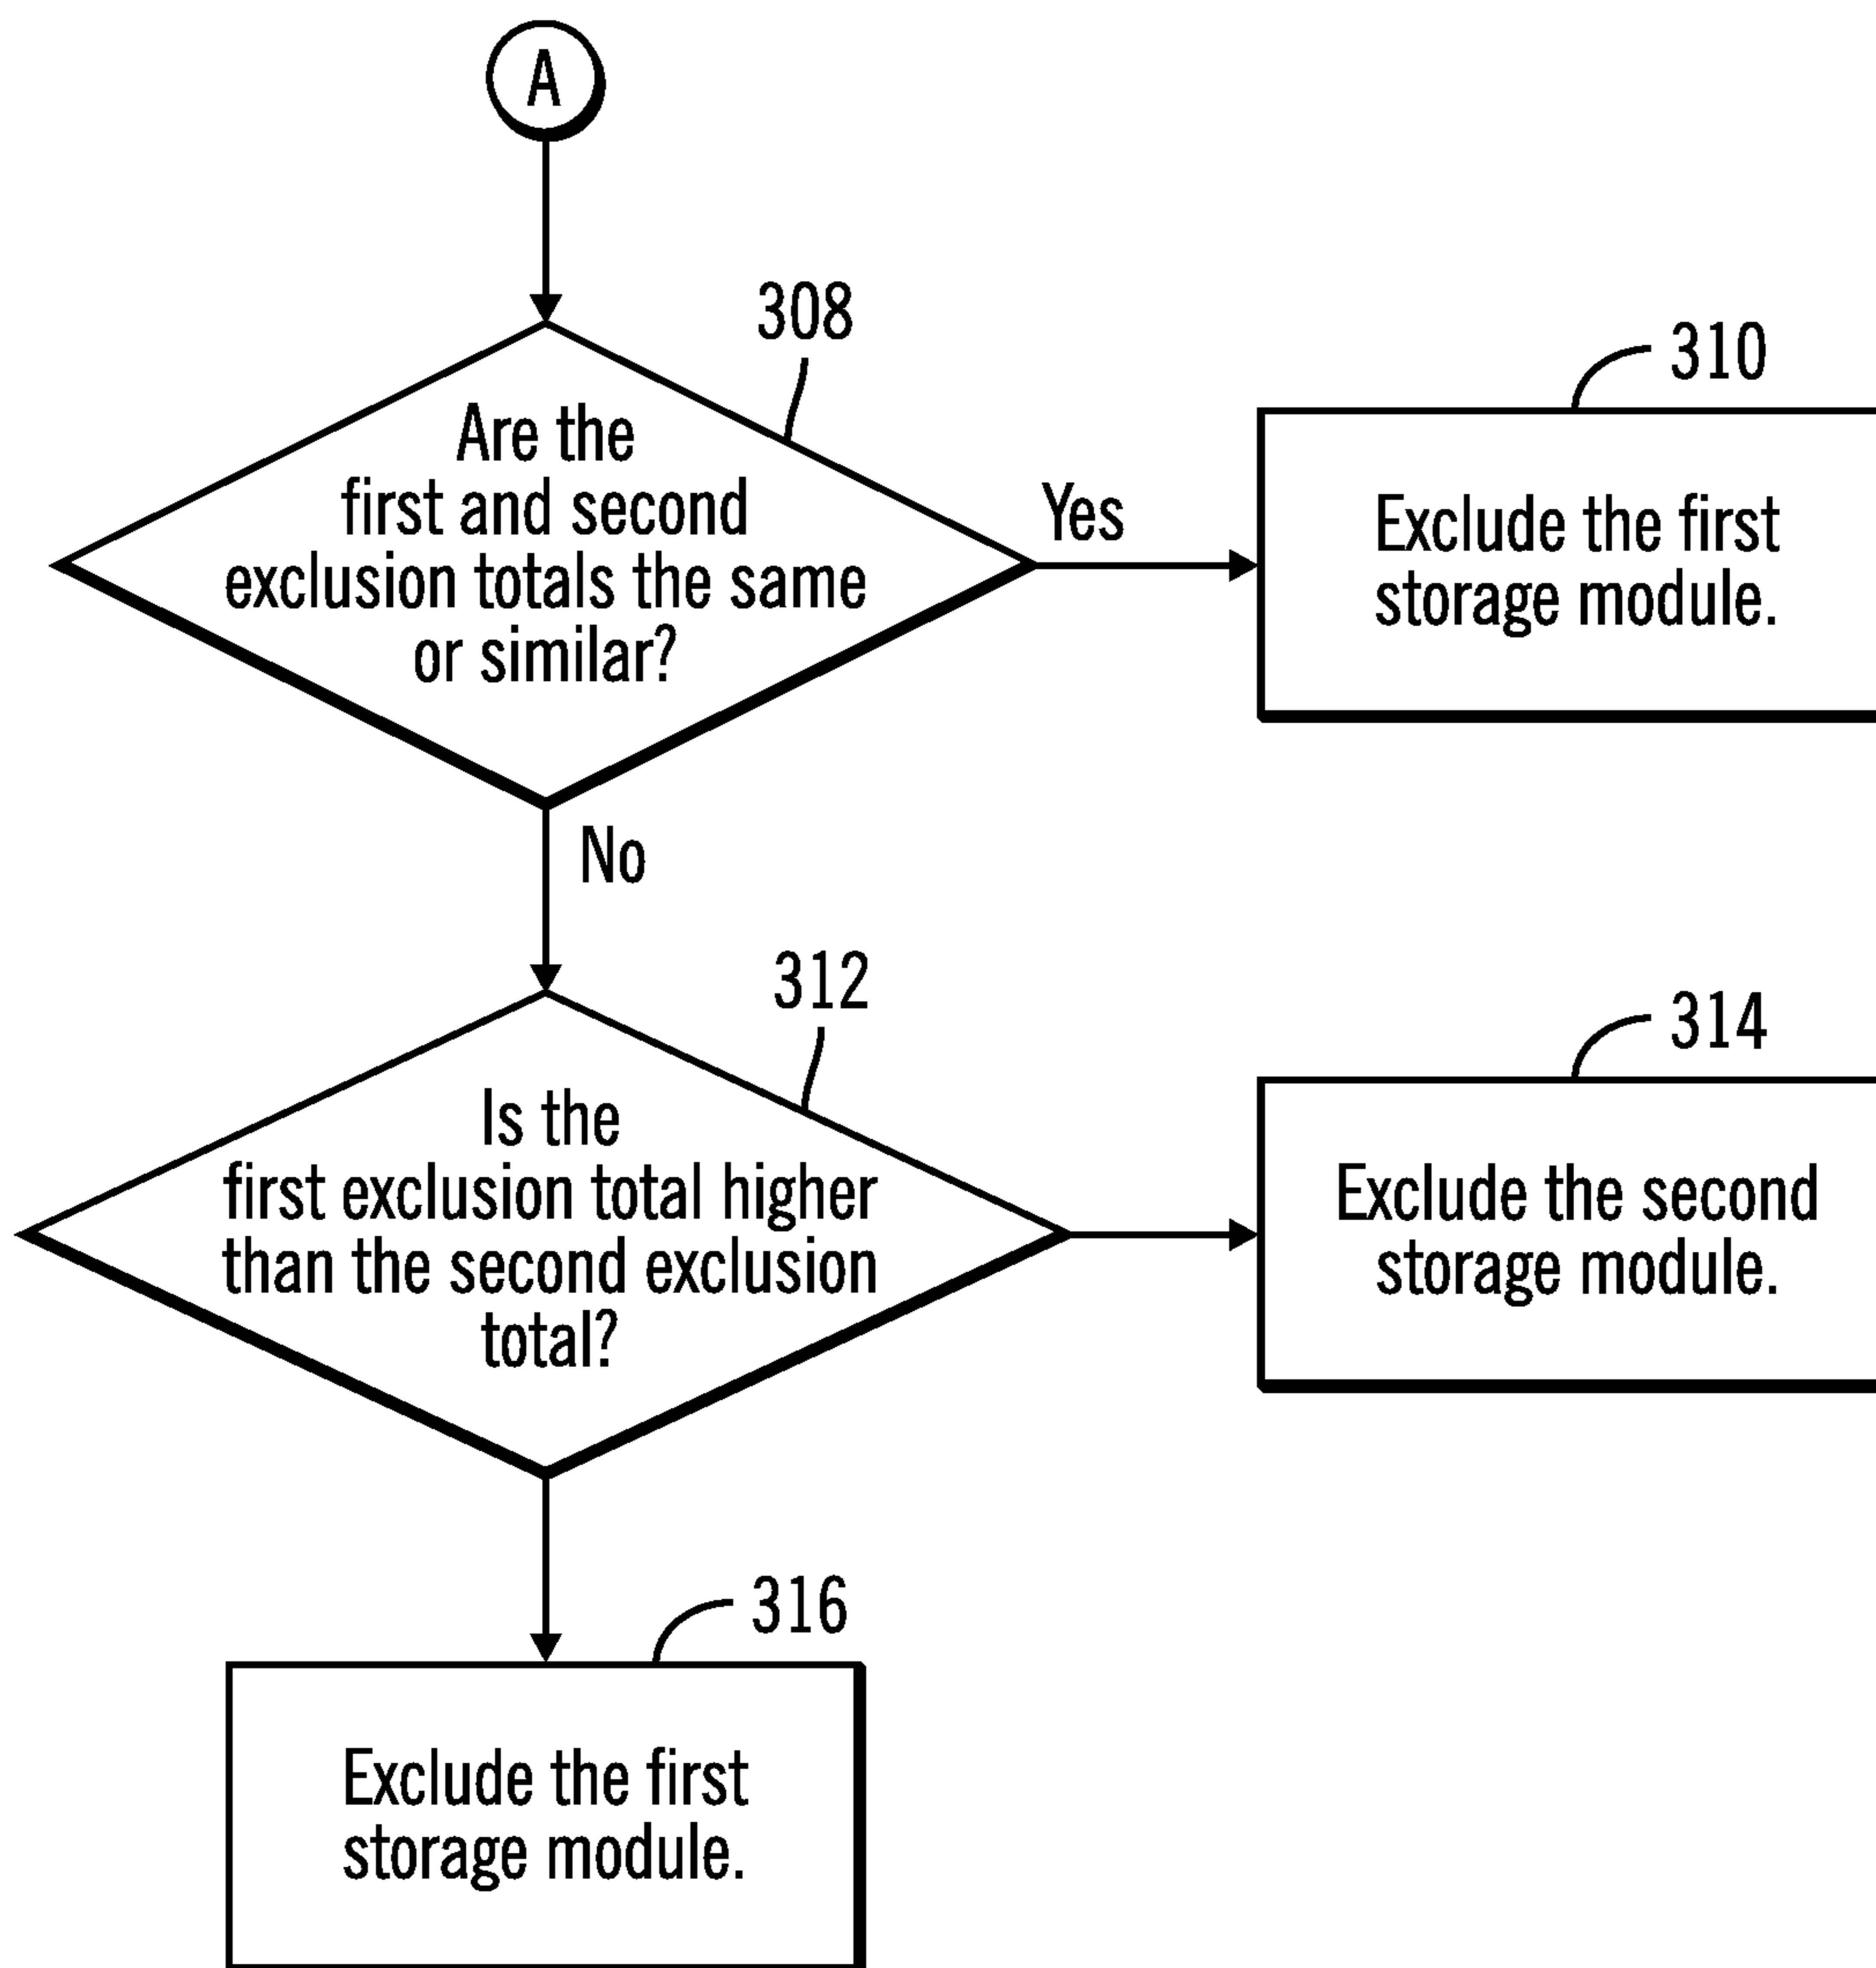 A
308
Are the
first and second
exclusion totals the same
or similar?
Yes
310
Exclude the first
storage module.
No
312
Is the
first exclusion total higher
than the second exclusion
total?
314
Exclude the second
storage module.
316
Exclude the first
storage module.